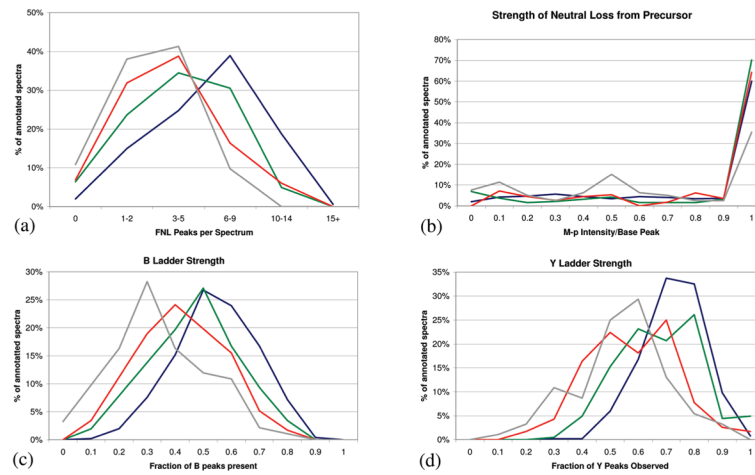 50%
40%
30%
20%
10%
0%
% of annotated spectra
0 1-2 3-5 6-9 10-14 15+
FNL Peaks per Spectrum
(a)
Strength of Neutral Loss from Precursor
80%
70%
60%
50%
40%
30%
20%
10%
0%
% of annotated spectra
0 0.1 0.2 0.3 0.4 0.5 0.6 0.7 0.8 0.9 1
M-p Intensity/Base Peak
(b)
B Ladder Strength
30%
25%
20%
15%
10%
5%
0%
% of annotated spectra
0 0.1 0.2 0.3 0.4 0.5 0.6 0.7 0.8 0.9 1
Fraction of B peaks present
(c)
Y Ladder Strength
35%
30%
25%
20%
15%
10%
5%
0%
% of annotated spectra
0 0.1 0.2 0.3 0.4 0.5 0.6 0.7 0.8 0.9 1
Fraction of Y Peaks Observed
(d)